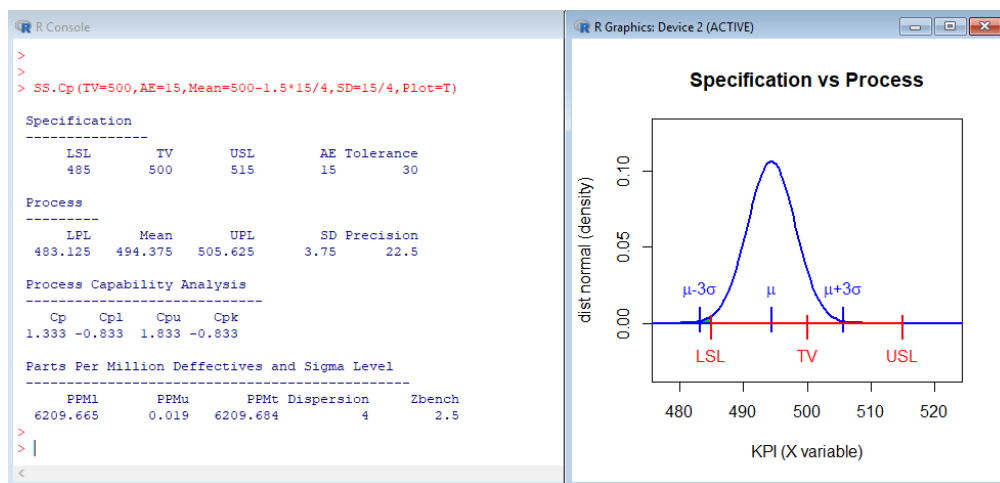 R Console
>
>
> SS.Cp(TV=500,AE=15,Mean=500-1.5*15/4,SD=15/4,Plot=T)
Specification
---------------
LSL TV USL AE Tolerance
485 500 515 15 30
Process
---------
LPL Mean UPL SD Precision
483.125 494.375 505.625 3.75 22.5
Process Capability Analysis
-----------------------------
Cp Cpl Cpu Cpk
1.333 -0.833 1.833 -0.833
Parts Per Million Deffectives and Sigma Level
-----------------------------------------------
PPMl PPMu PPMt Dispersion Zbench
6209.665 0.019 6209.684 4 2.5
>
>
R Graphics: Device 2 (ACTIVE)
Specification vs Process
dist normal (density)
0.10
0.05
0.00
μ-3σ μ μ+3σ
LSL TV USL
480 490 500 510 520
KPI (X variable)